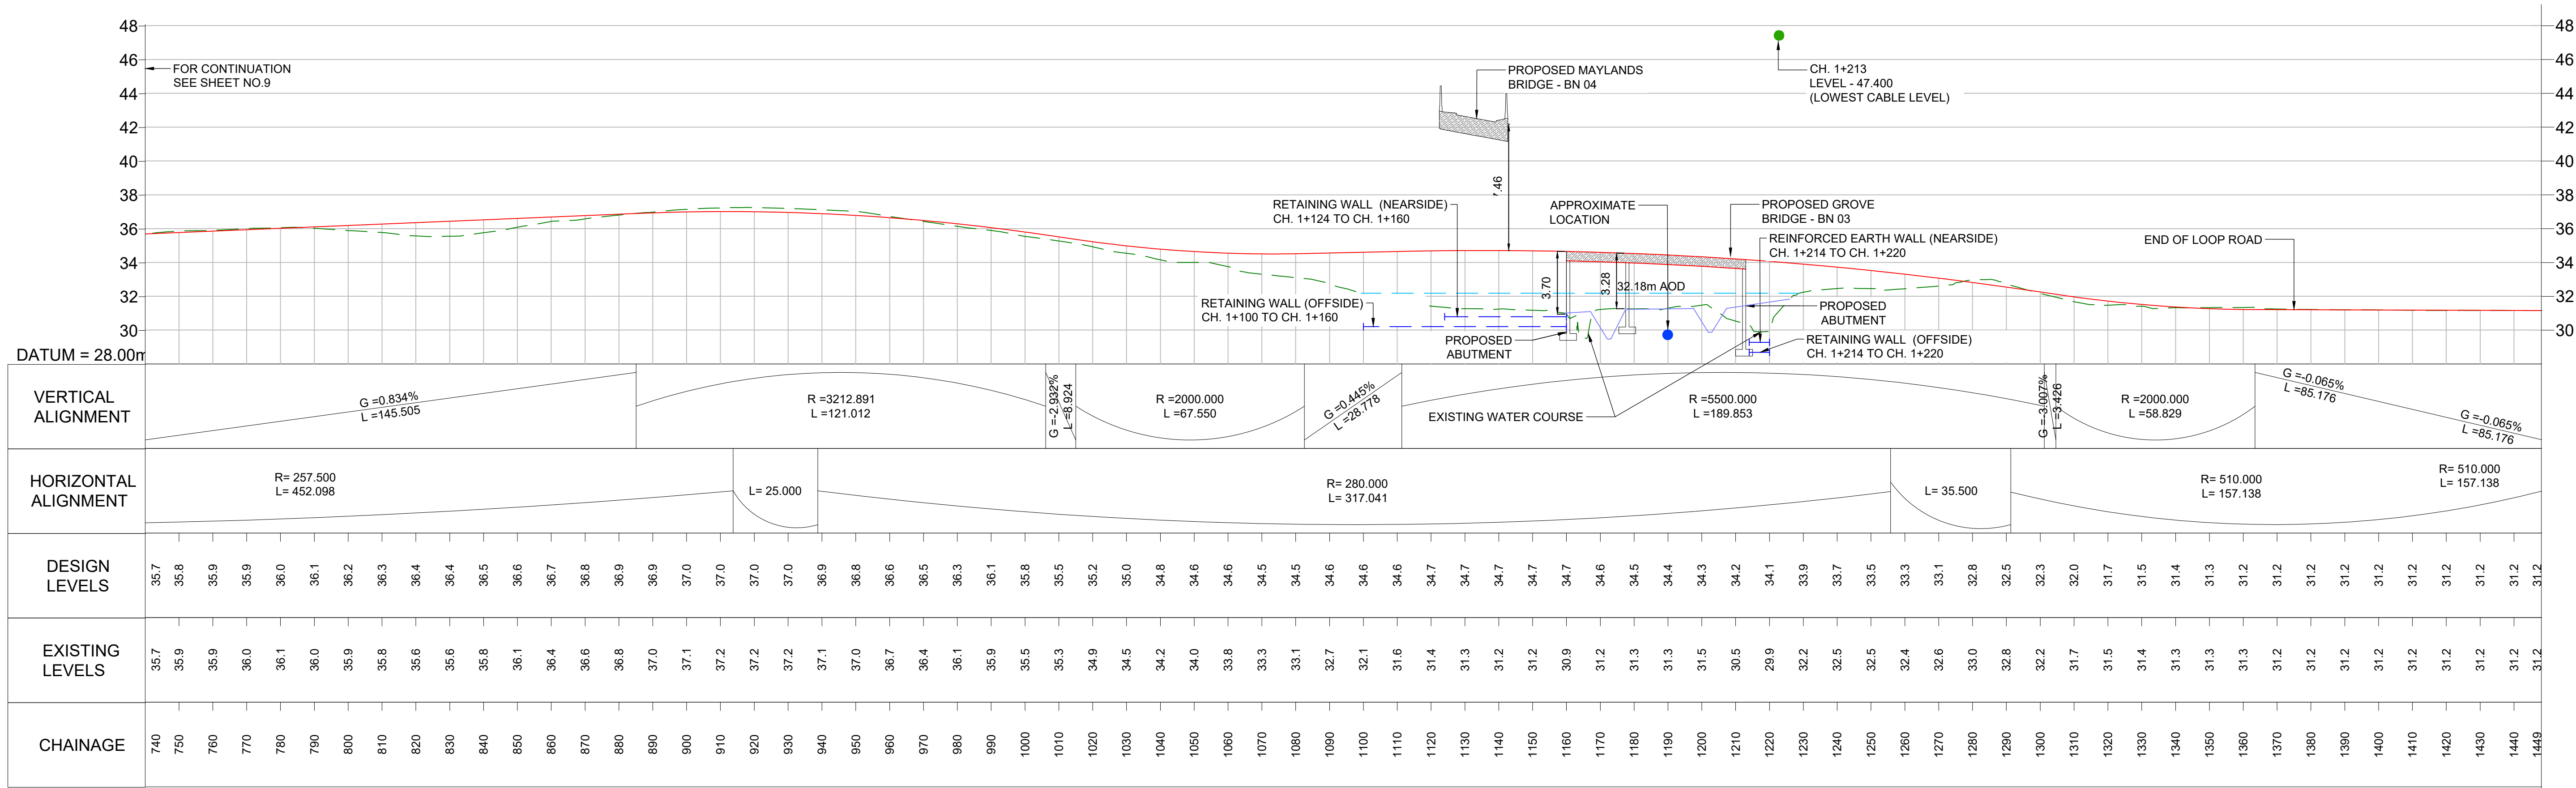 48
46
44
42
40
38
36
34
32
30
DATUM = 28.00m
48
46
44
42
40
38
36
34
32
30
FOR CONTINUATION
SEE SHEET NO.9
PROPOSED MAYLANDS
BRIDGE - BN 04
CH. 1+213
LEVEL - 47.400
(LOWEST CABLE LEVEL)
7.46
RETAINING WALL (NEARSIDE)
CH. 1+124 TO CH. 1+160
APPROXIMATE
LOCATION
PROPOSED GROVE
BRIDGE - BN 03
REINFORCED EARTH WALL (NEARSIDE)
CH. 1+214 TO CH. 1+220
END OF LOOP ROAD
3.70
3.28
32.18m AOD
RETAINING WALL (OFFSIDE)
CH. 1+100 TO CH. 1+160
PROPOSED
ABUTMENT
PROPOSED
ABUTMENT
RETAINING WALL (OFFSIDE)
CH. 1+214 TO CH. 1+220
EXISTING WATER COURSE
VERTICAL
ALIGNMENT
G =0.834%
L =145.505
R =3212.891
L =121.012
G =-2.932%
L =8.924
R =2000.000
L =67.550
G =0.445%
L =28.778
R =5500.000
L =189.853
G =-3.007%
L =3.426
R =2000.000
L =58.829
G =-0.065%
L =85.176
G =-0.065%
L =85.176
HORIZONTAL
ALIGNMENT
R= 257.500
L= 452.098
L= 25.000
R= 280.000
L= 317.041
L= 35.500
R= 510.000
L= 157.138
R= 510.000
L= 157.138
DESIGN
LEVELS
35.7 35.8 35.9 35.9 36.0 36.1 36.2 36.3 36.4 36.4 36.5 36.6 36.7 36.8 36.9 36.9 37.0 37.0 37.0 37.0 36.9 36.8 36.6 36.5 36.3 36.1 35.8 35.5 35.2 35.0 34.8 34.6 34.6 34.5 34.5 34.6 34.6 34.6 34.7 34.7 34.7 34.7 34.7 34.6 34.5 34.4 34.3 34.2 34.1 33.9 33.7 33.5 33.3 33.1 32.8 32.5 32.3 32.0 31.7 31.5 31.4 31.3 31.2 31.2 31.2 31.2 31.2 31.2 31.2 31.2 31.2 31.2
EXISTING
LEVELS
35.7 35.9 35.9 36.0 36.1 36.0 35.9 35.8 35.6 35.6 35.8 36.1 36.4 36.6 36.8 37.0 37.1 37.2 37.2 37.2 37.1 37.0 36.7 36.4 36.1 35.9 35.5 35.3 34.9 34.5 34.2 34.0 33.8 33.3 33.1 32.7 32.1 31.6 31.4 31.3 31.2 31.2 30.9 31.2 31.3 31.3 31.5 30.5 29.9 32.2 32.5 32.5 32.4 32.6 33.0 32.8 32.2 31.7 31.5 31.4 31.3 31.3 31.3 31.2 31.2 31.2 31.2 31.2 31.2 31.2 31.2 31.2
CHAINAGE
740 750 760 770 780 790 800 810 820 830 840 850 860 870 880 890 900 910 920 930 940 950 960 970 980 990 1000 1010 1020 1030 1040 1050 1060 1070 1080 1090 1100 1110 1120 1130 1140 1150 1160 1170 1180 1190 1200 1210 1220 1230 1240 1250 1260 1270 1280 1290 1300 1310 1320 1330 1340 1350 1360 1370 1380 1390 1400 1410 1420 1430 1440 1449